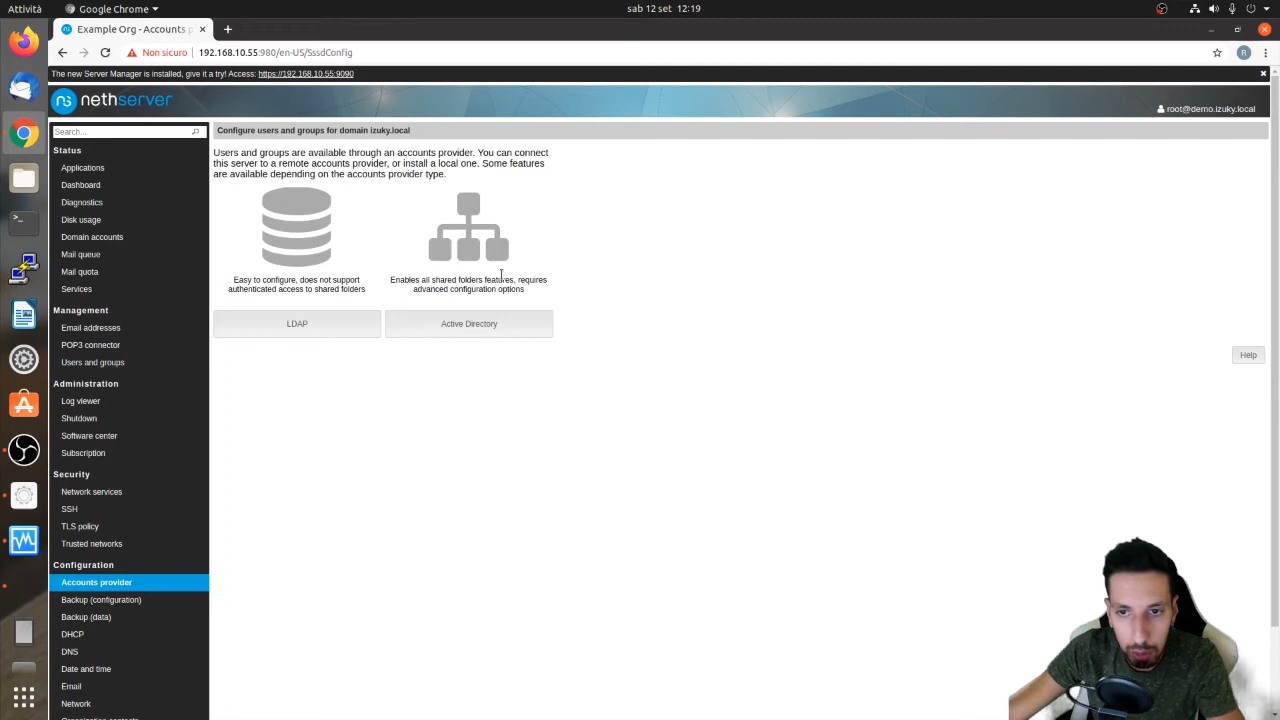 Attività
Google Chrome
sab 12 set 12:19
Example Org - Accounts p
Non sicuro
192.168.10.55:980/en-US/SssdConfig
R
The new Server Manager is installed, give it a try! Access: https://192.168.10.55:9090
ns nethserver
root@demo.izuky.local
Search...
Status
Applications
Dashboard
Diagnostics
Disk usage
Domain accounts
Mail queue
Mail quota
Services
Management
Email addresses
POP3 connector
Users and groups
Administration
Log viewer
Shutdown
Software center
Subscription
Security
Network services
SSH
TLS policy
Trusted networks
Configuration
Accounts provider
Backup (configuration)
Backup (data)
DHCP
DNS
Date and time
Email
Network
Organization contacts
Configure users and groups for domain izuky.local
Users and groups are available through an accounts provider. You can connect
this server to a remote accounts provider, or install a local one. Some features
are available depending on the accounts provider type.
Easy to configure, does not support
authenticated access to shared folders
LDAP
Enables all shared folders features, requires
advanced configuration options
Active Directory
Help